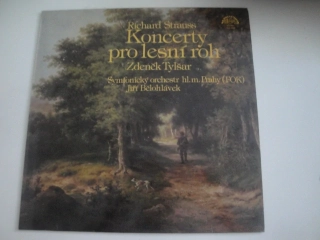 Richard Strauss
Koncerty
pro lesní roh
Zdeněk Tylšar
Symfonický orchestr hl. m. Prahy (FOK)
Jiří Bělohlávek